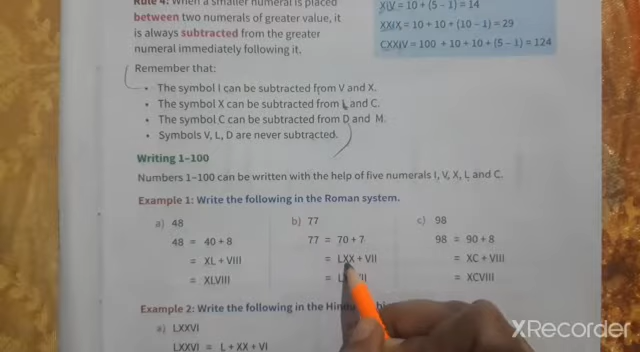 Rule 4: When a smaller numeral is placed
between two numerals of greater value, it
is always subtracted from the greater
numeral immediately following it.
XIV = 10 + (5 − 1) = 14
XXIX = 10 + 10 + (10 − 1) = 29
CXXIV = 100 + 10 + 10 + (5 − 1) = 124
Remember that:
• The symbol I can be subtracted from V and X.
• The symbol X can be subtracted from L and C.
• The symbol C can be subtracted from D and M.
• Symbols V, L, D are never subtracted.
Writing 1–100
Numbers 1–100 can be written with the help of five numerals I, V, X, L and C.
Example 1: Write the following in the Roman system.
a) 48
48 = 40 + 8
= XL + VIII
= XLVIII
b) 77
77 = 70 + 7
= LXX + VII
c) 98
98 = 90 + 8
= XC + VIII
= XCVIII
Example 2: Write the following in the
a) LXXVI
LXXVI = L + XX + VI
XRecorder